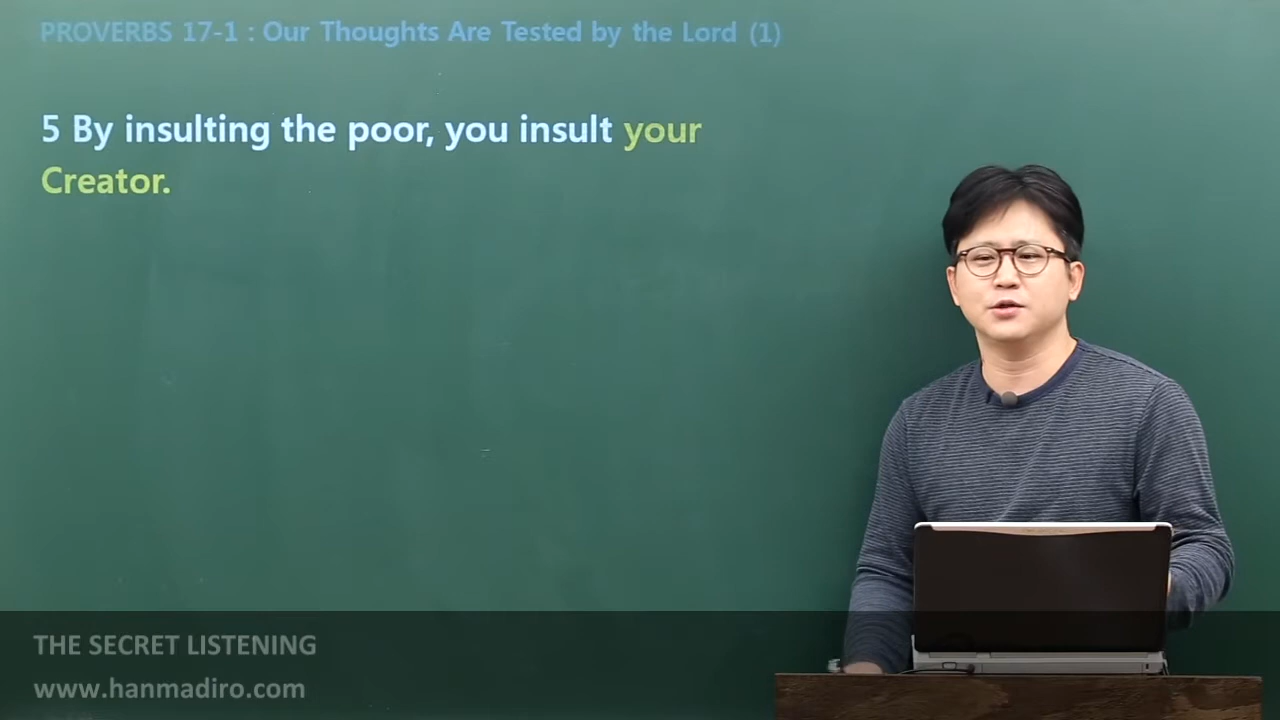 PROVERBS 17-1 : Our Thoughts Are Tested by the Lord (1)
5 By insulting the poor, you insult your
Creator.
THE SECRET LISTENING
www.hanmadiro.com